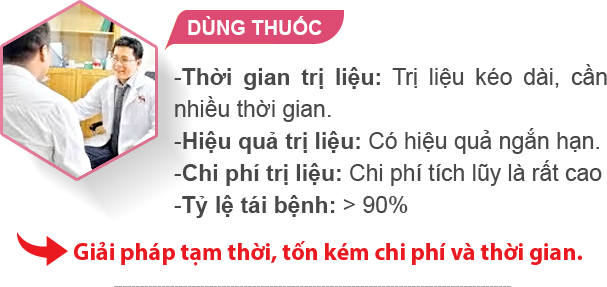 DÙNG THUỐC
-Thời gian trị liệu: Trị liệu kéo dài, cần
nhiều thời gian.
-Hiệu quả trị liệu: Có hiệu quả ngắn hạn.
-Chi phí trị liệu: Chi phí tích lũy là rất cao
-Tỷ lệ tái bệnh: > 90%
Giải pháp tạm thời, tốn kém chi phí và thời gian.